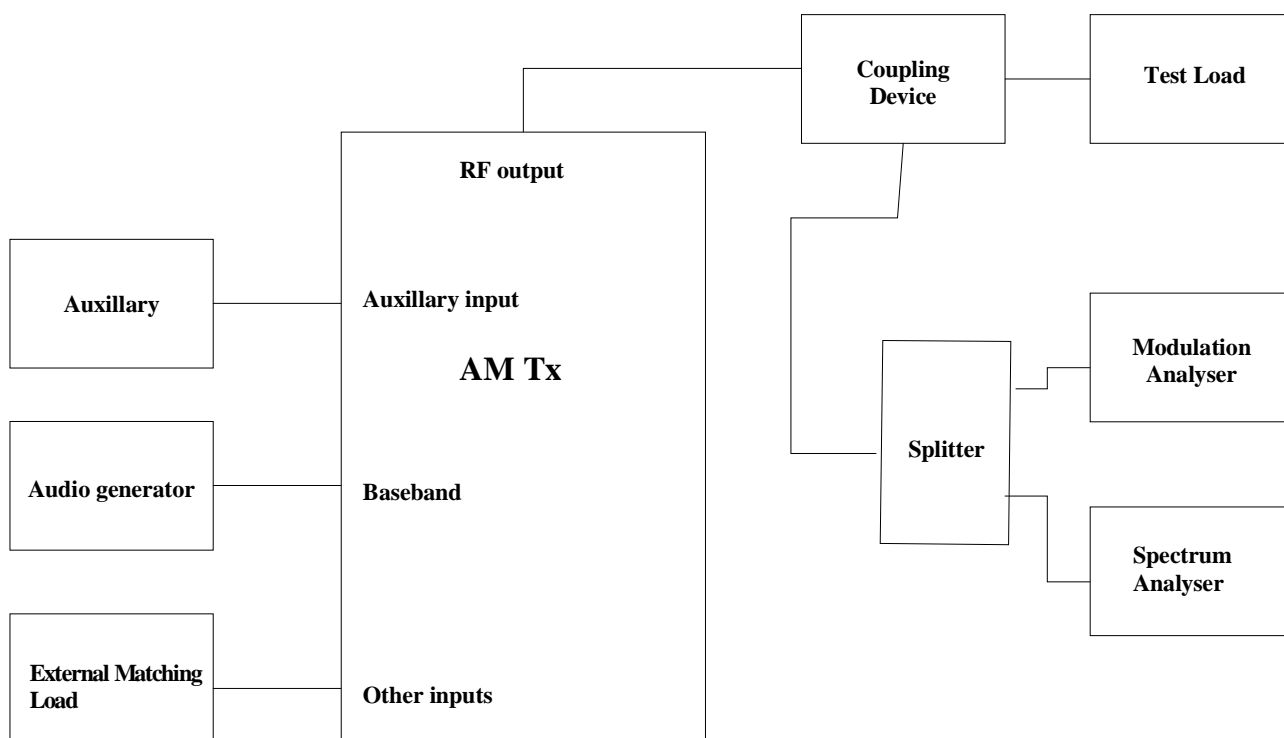 Coupling
Device
Test Load
RF output
Auxillary
Auxillary input
AM Tx
Modulation
Analyser
Splitter
Audio generator
Baseband
Spectrum
Analyser
External Matching
Load
Other inputs